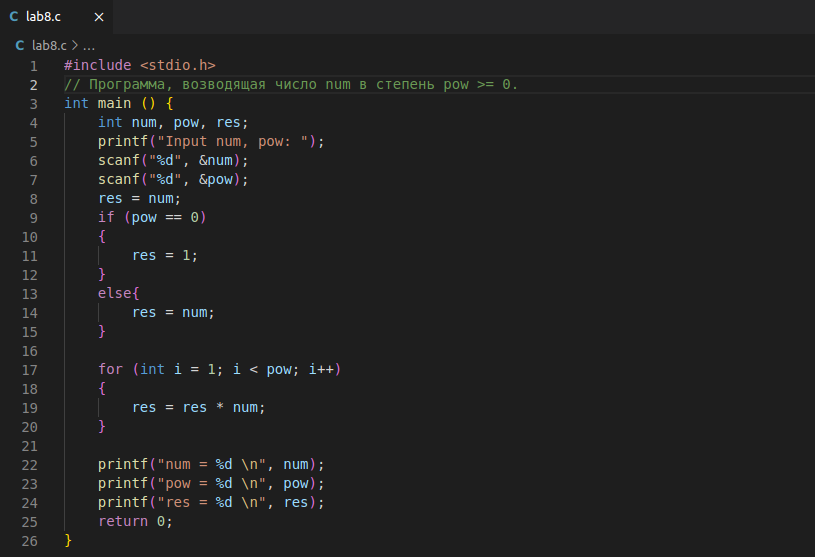 C lab8.c ×
C lab8.c > ...
1 #include <stdio.h>
2 // Программа, возводящая число num в степень pow >= 0.
3 int main () {
4     int num, pow, res;
5     printf("Input num, pow: ");
6     scanf("%d", &num);
7     scanf("%d", &pow);
8     res = num;
9     if (pow == 0)
10     {
11         res = 1;
12     }
13     else{
14         res = num;
15     }
16
17     for (int i = 1; i < pow; i++)
18     {
19         res = res * num;
20     }
21
22     printf("num = %d \n", num);
23     printf("pow = %d \n", pow);
24     printf("res = %d \n", res);
25     return 0;
26 }